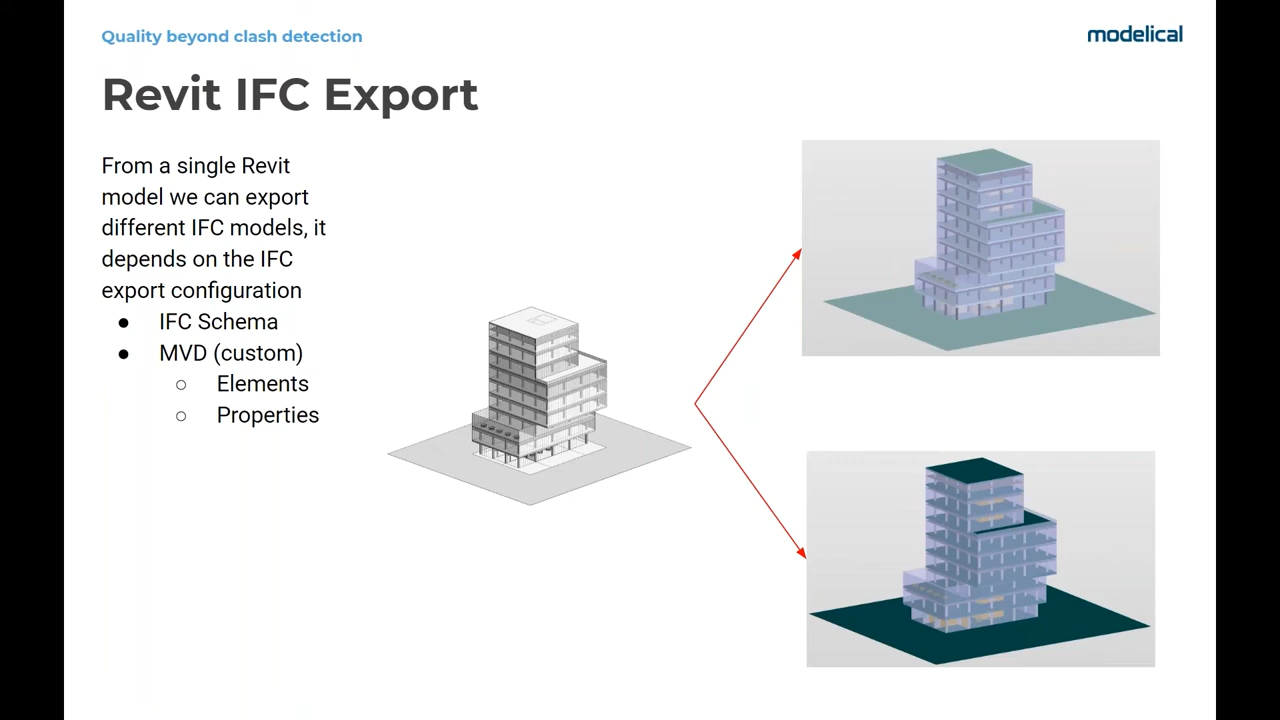 Quality beyond clash detection
modelical
Revit IFC Export
From a single Revit
model we can export
different IFC models, it
depends on the IFC
export configuration
● IFC Schema
● MVD (custom)
○ Elements
○ Properties